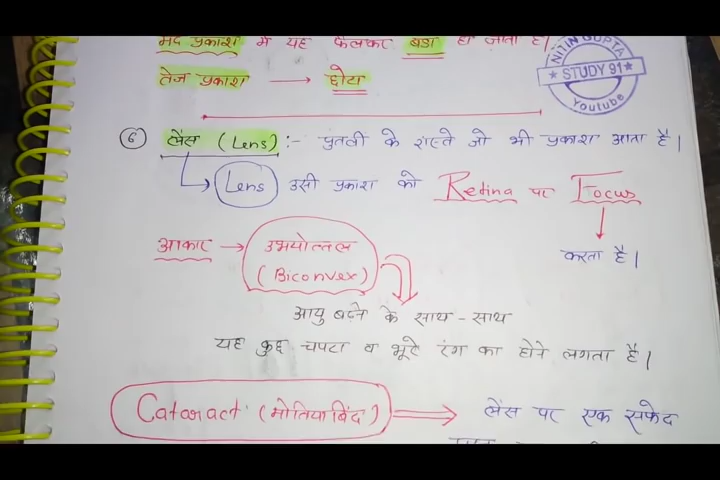 मंद प्रकाश में यह फैलकर बड़ा हो जाता है।
तेज प्रकाश → छोटा
NITIN GUPTA
STUDY 91
Youtube
6 लेंस (Lens) :- पुतली के रास्ते जो भी प्रकाश आता है।
Lens उसी प्रकाश को Retina पर Focus
करता है।
आकार → उभयोत्तल
(Biconvex)
आयु बढ़ने के साथ-साथ
यह कुछ चपटा व भूरे रंग का होने लगता है।
Cataract (मोतियाबिंद) ⇒ लेंस पर एक सफेद